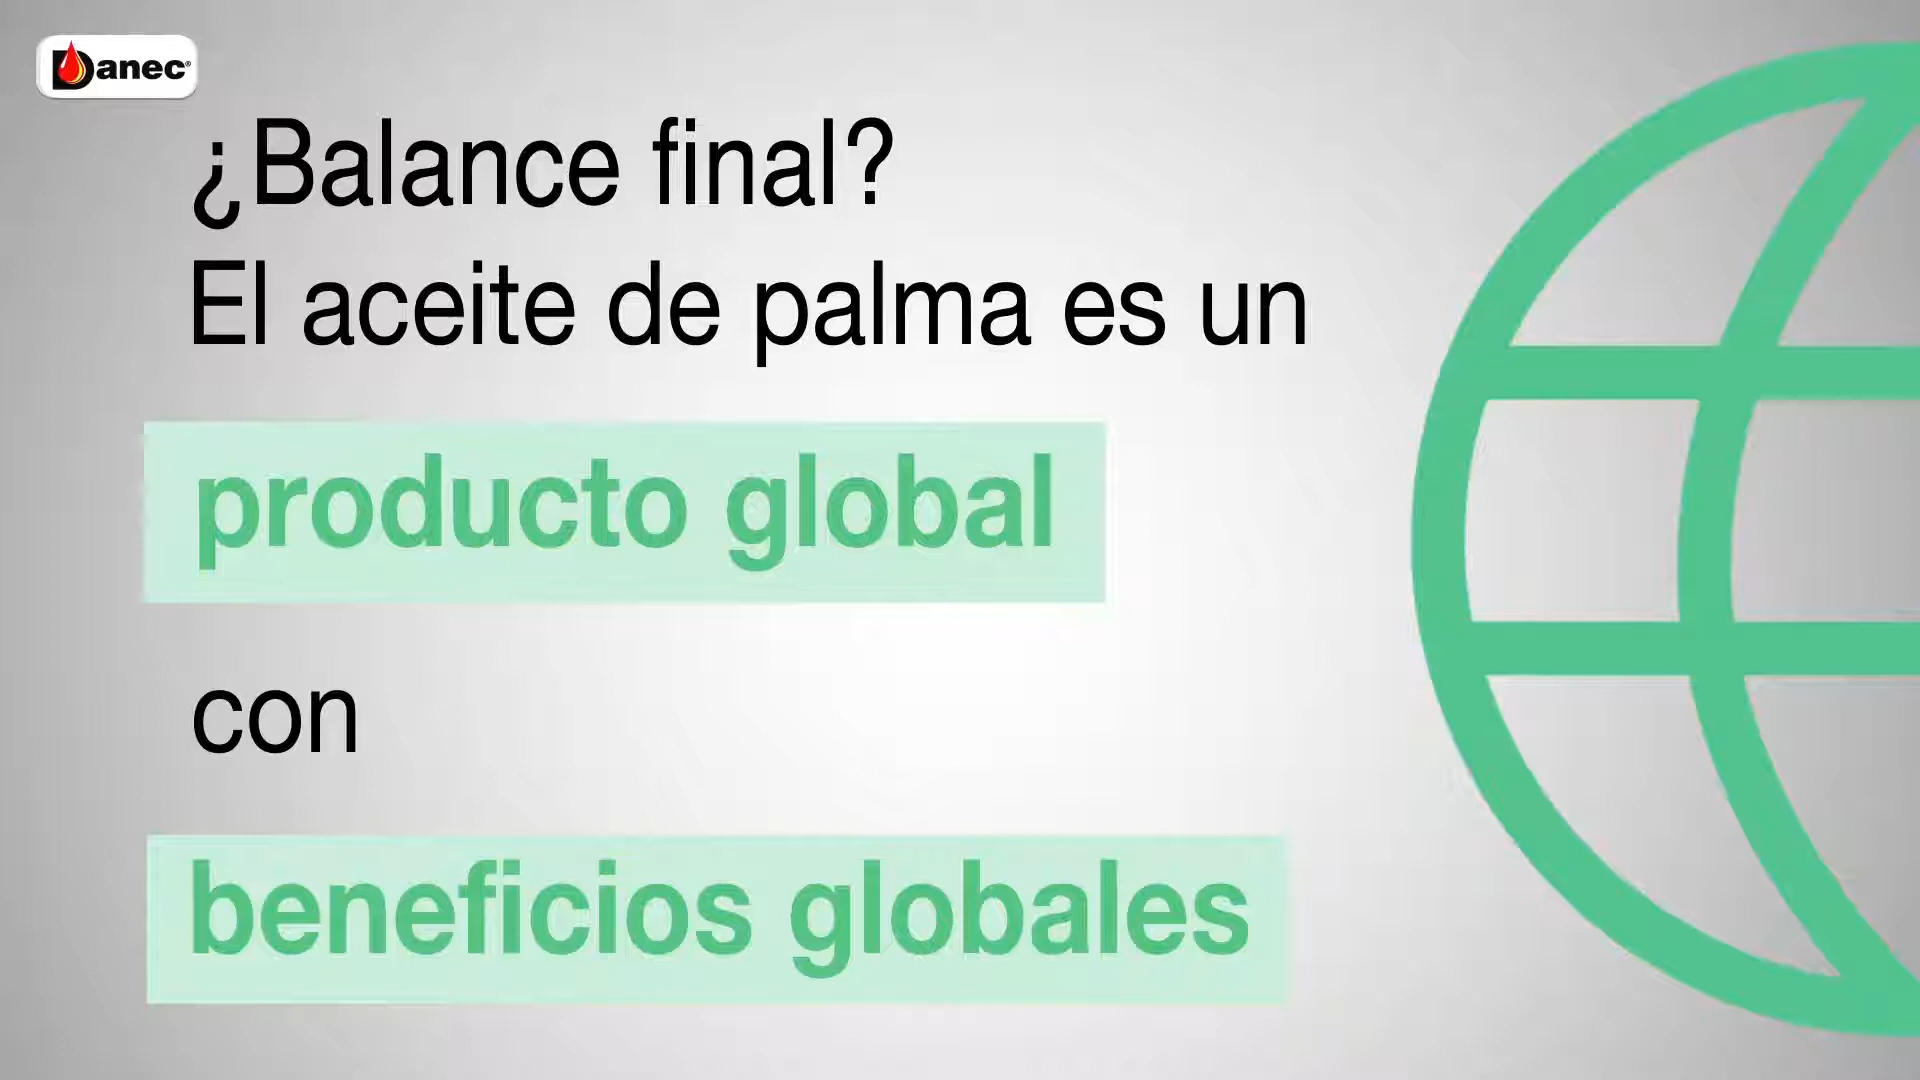 Danec®
¿Balance final?
El aceite de palma es un
producto global
con
beneficios globales